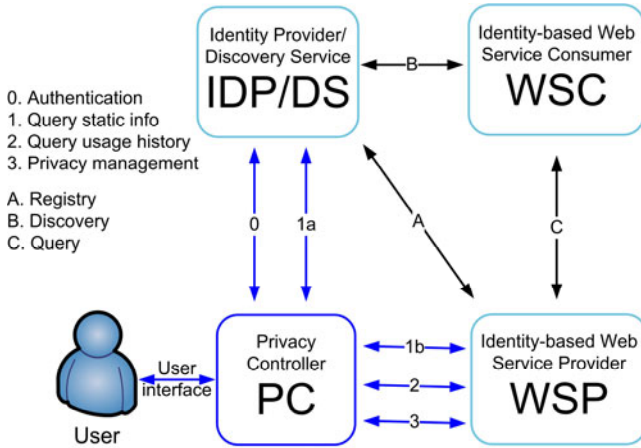 Identity Provider/
Discovery Service
IDP/DS
B
Identity-based Web
Service Consumer
WSC
0. Authentication
1. Query static info
2. Query usage history
3. Privacy management
A. Registry
B. Discovery
C. Query
0
1a
A
C
User
User
interface
Privacy
Controller
PC
1b
2
3
Identity-based Web
Service Provider
WSP